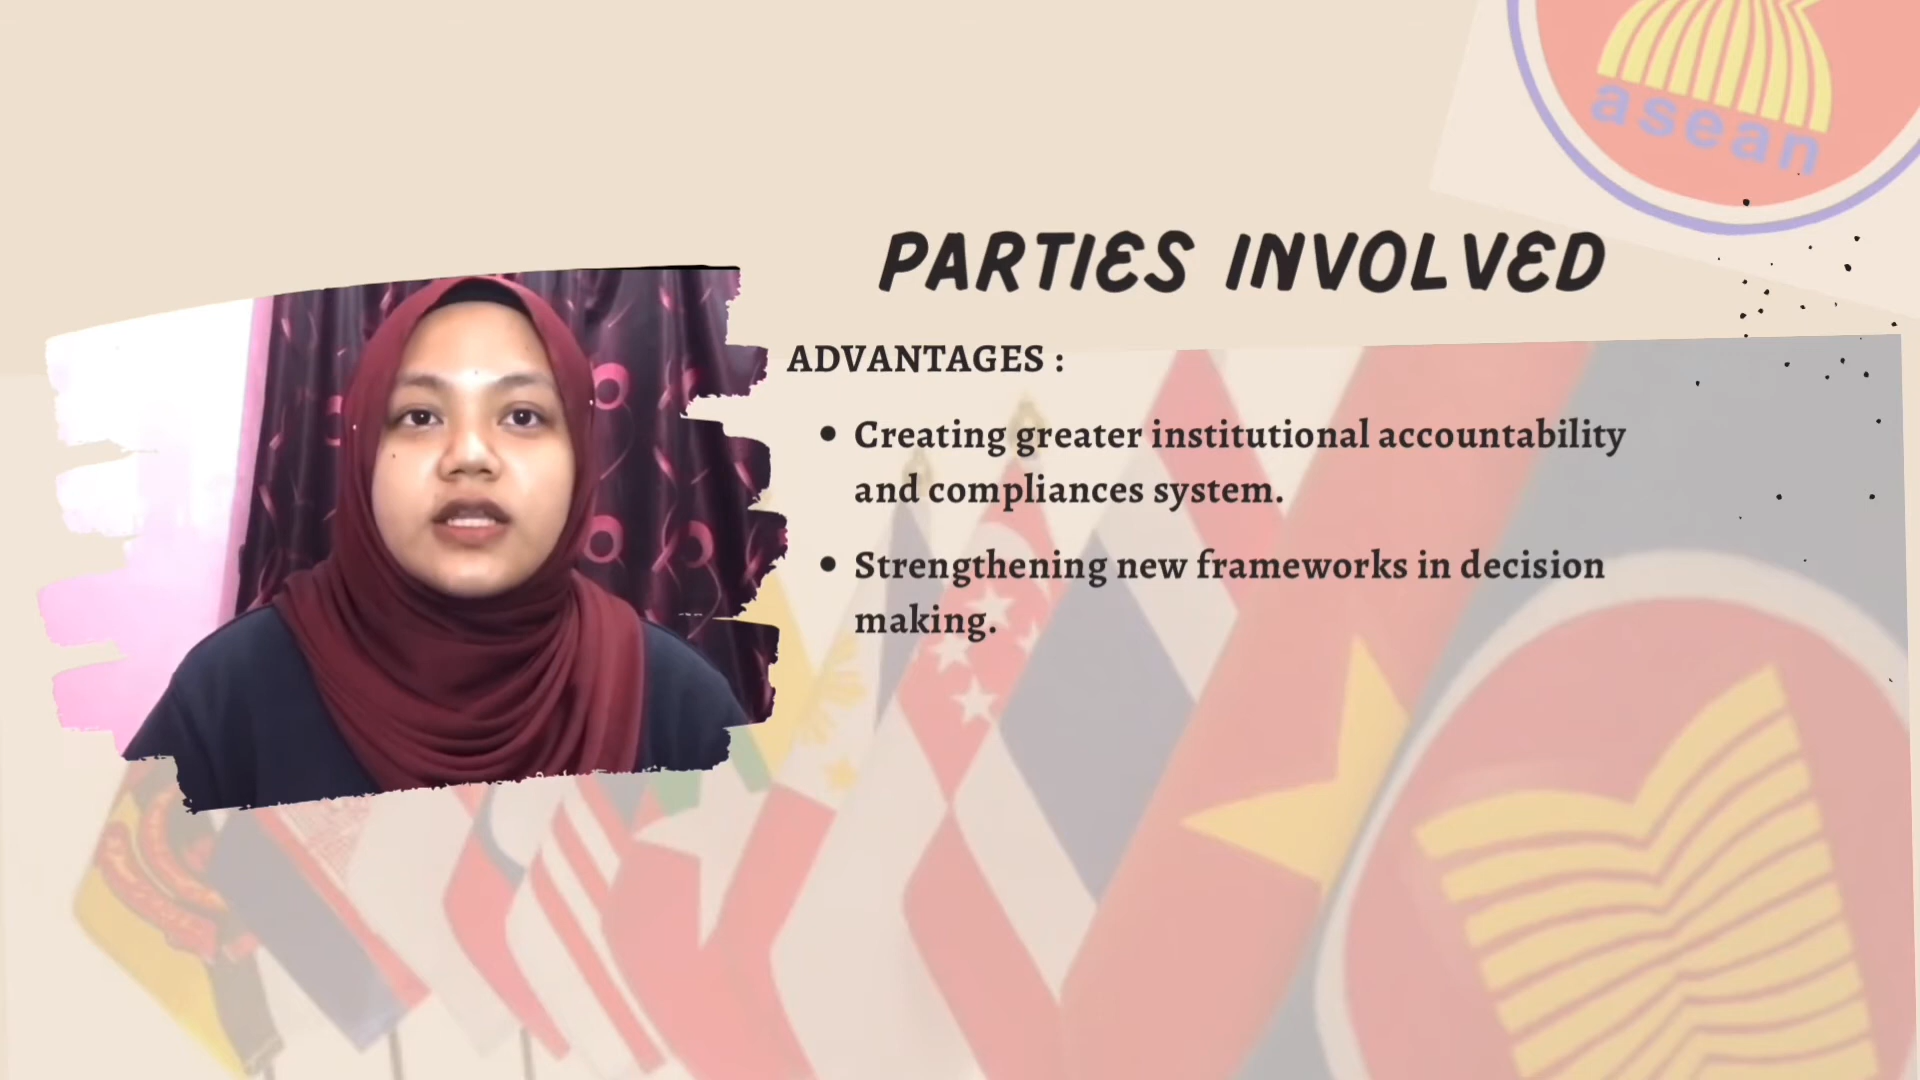 asean
PARTIES INVOLVED
ADVANTAGES :
• Creating greater institutional accountability
and compliances system.
• Strengthening new frameworks in decision
making.